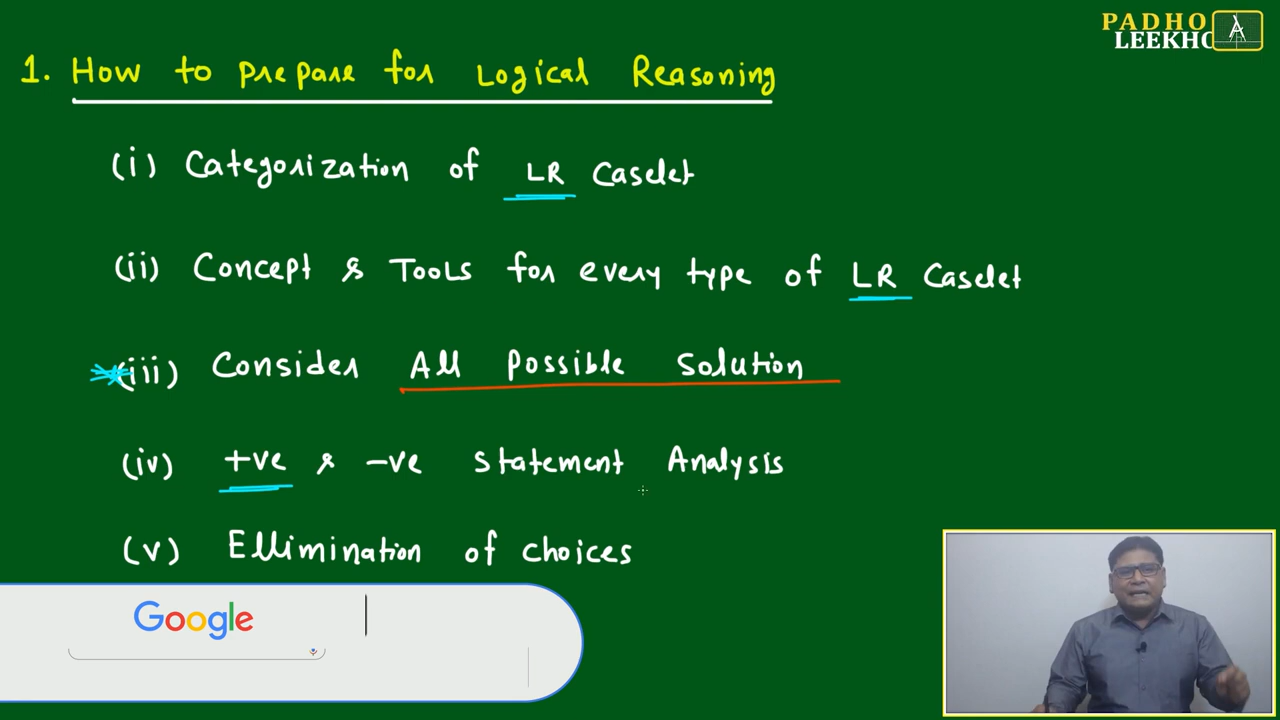 PADHO
LEEKHO
1. How to prepare for Logical Reasoning
(i) Categorization of LR Caselet
(ii) Concept & Tools for every type of LR Caselet
(iii) Consider All Possible Solution
(iv) +ve & -ve Statement Analysis
(v) Ellimination of choices
Google